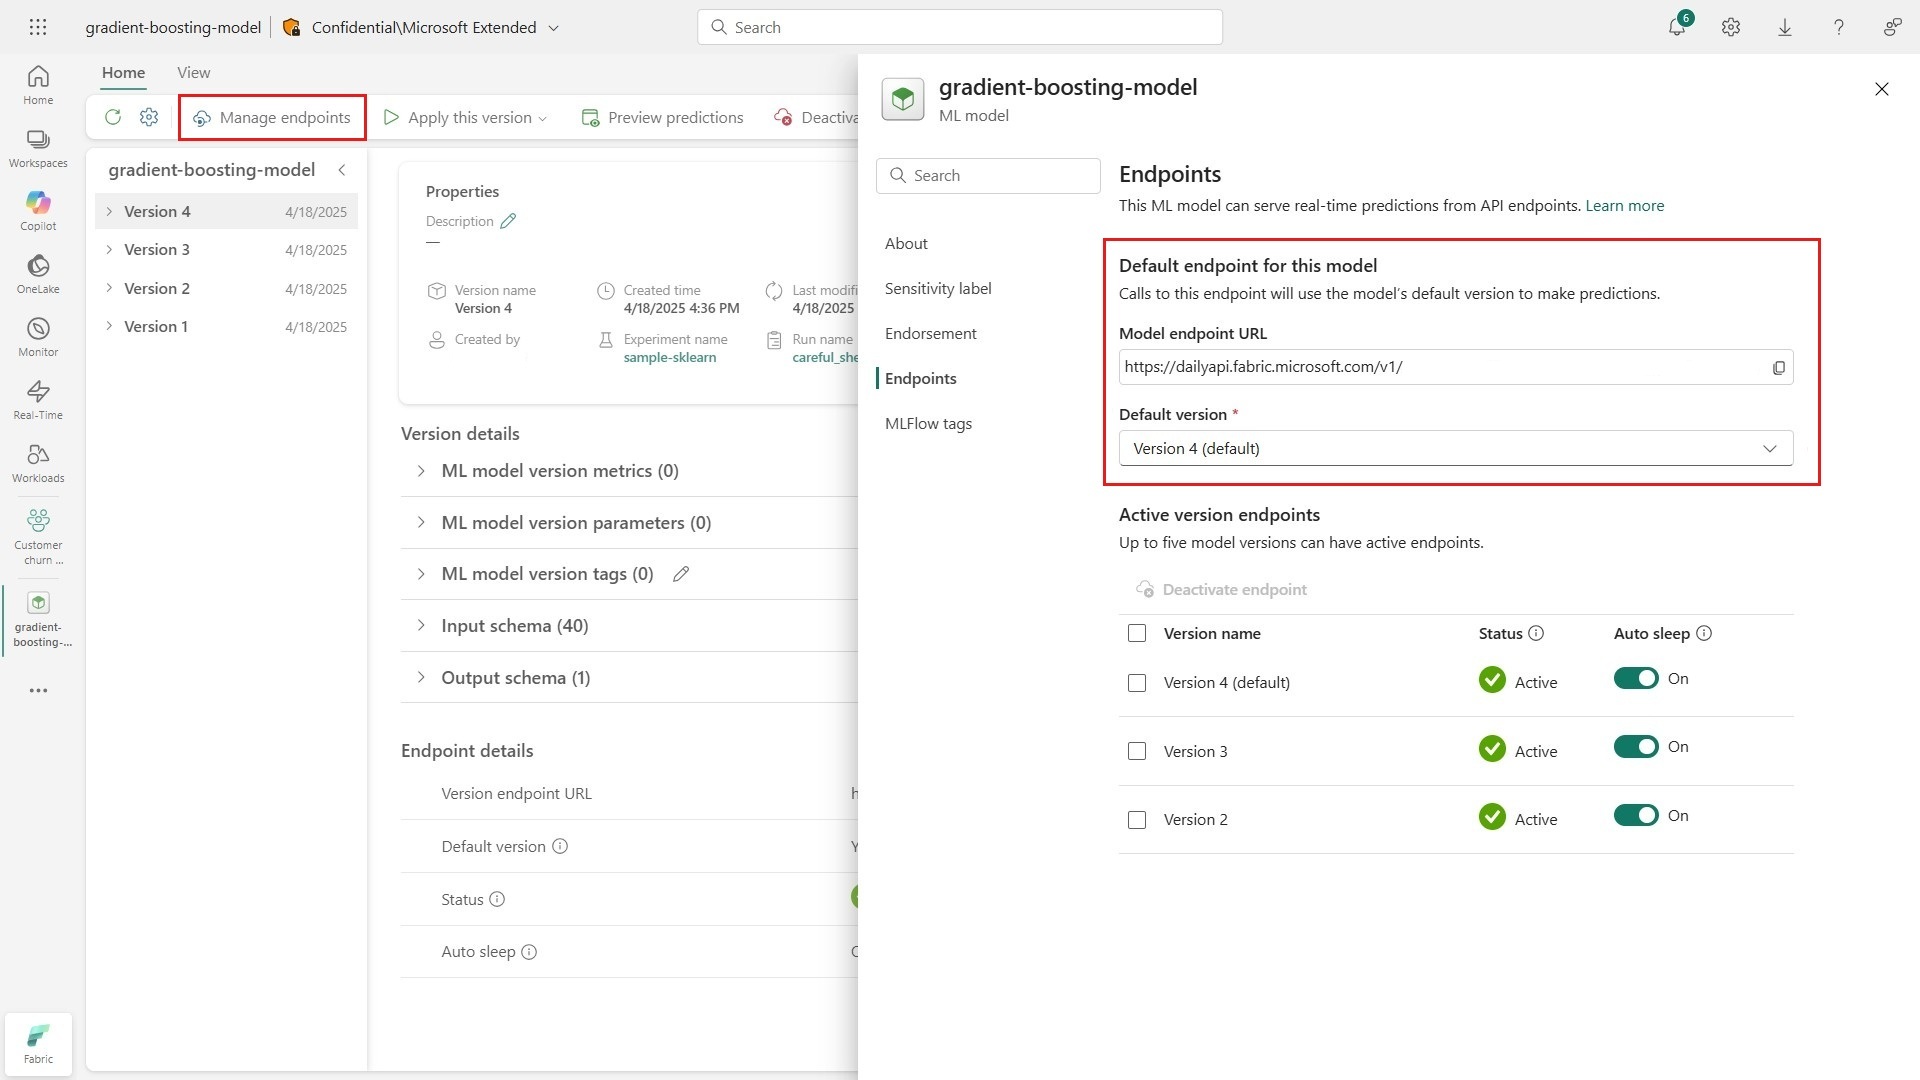 gradient-boosting-model
Confidential\Microsoft Extended
Search
6
Home
View
Manage endpoints
Apply this version
Preview predictions
Home
Workspaces
Copilot
OneLake
Monitor
Real-Time
Workloads
Customer
churn ...
gradient-
boosting-...
Fabric
gradient-boosting-model
Version 4 4/18/2025
Version 3 4/18/2025
Version 2 4/18/2025
Version 1 4/18/2025
Properties
Description
—
Version name
Version 4
Created time
4/18/2025 4:36 PM
Last
4/18/2025
Created by
Experiment name
sample-sklearn
Run name
Version details
ML model version metrics (0)
ML model version parameters (0)
ML model version tags (0)
Input schema (40)
Output schema (1)
Endpoint details
Version endpoint URL
Default version
Status
Auto sleep
gradient-boosting-model
ML model
Search
About
Sensitivity label
Endorsement
Endpoints
MLFlow tags
Endpoints
This ML model can serve real-time predictions from API endpoints. Learn more
Default endpoint for this model
Calls to this endpoint will use the model’s default version to make predictions.
Model endpoint URL
https://dailyapi.fabric.microsoft.com/v1/
Default version *
Version 4 (default)
Active version endpoints
Up to five model versions can have active endpoints.
Deactivate endpoint
Version name Status Auto sleep
Version 4 (default) Active On
Version 3 Active On
Version 2 Active On